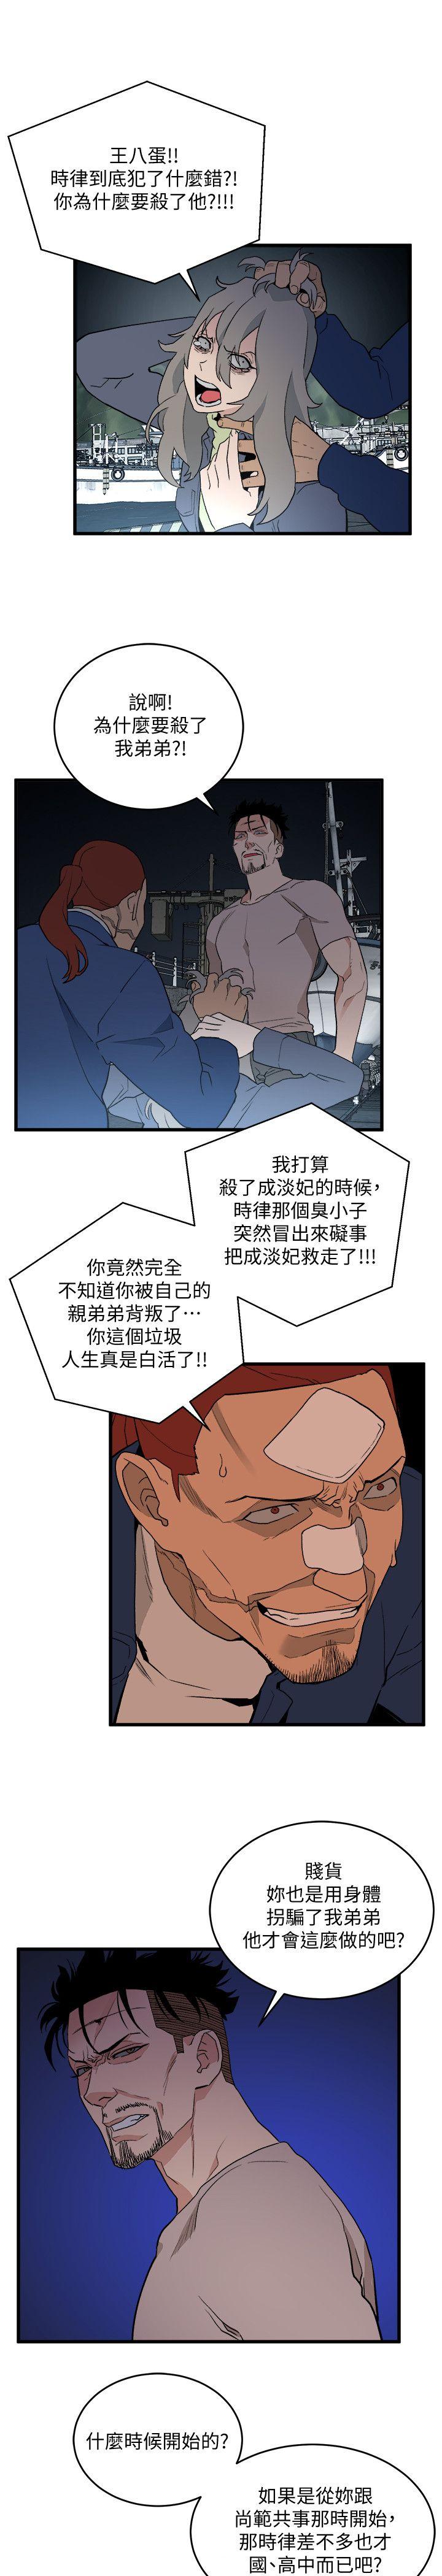 王八蛋!!
時律到底犯了什麼錯?!
你為什麼要殺了他?!!!
說啊!
為什麼要殺了
我弟弟?!
我打算
殺了成淡妃的時候,
時律那個臭小子
突然冒出來礙事
把成淡妃救走了!!!
你竟然完全
不知道你被自己的
親弟弟背叛了…
你這個垃圾
人生真是白活了!!
賤貨
妳也是用身體
拐騙了我弟弟
他才會這麼做的吧?
什麼時候開始的?
如果是從妳跟
尚範共事那時開始,
那時律差不多也才
國、高中而已吧?